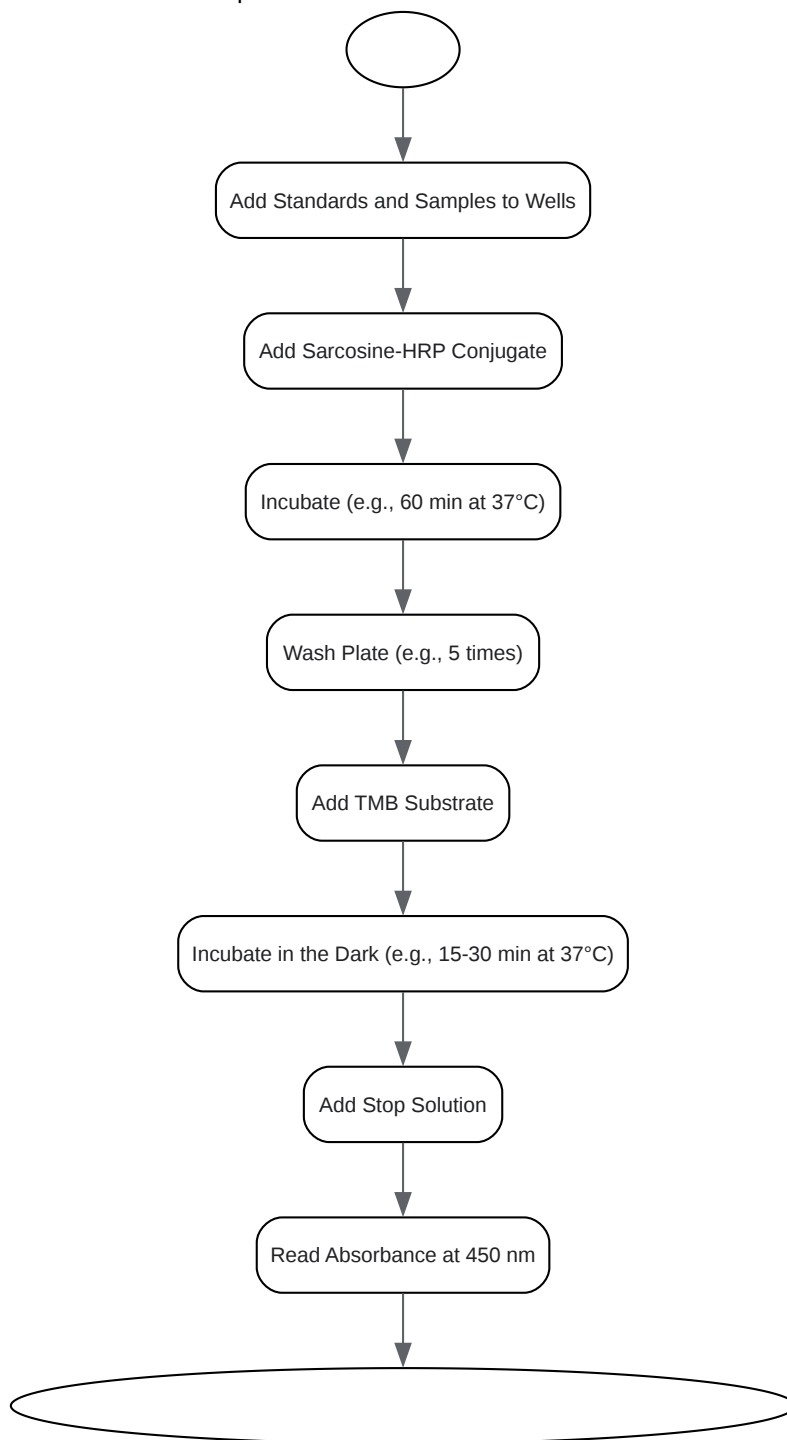 Add Standards and Samples to Wells
Add Sarcosine-HRP Conjugate
Incubate (e.g., 60 min at 37°C)
Wash Plate (e.g., 5 times)
Add TMB Substrate
Incubate in the Dark (e.g., 15-30 min at 37°C)
Add Stop Solution
Read Absorbance at 450 nm